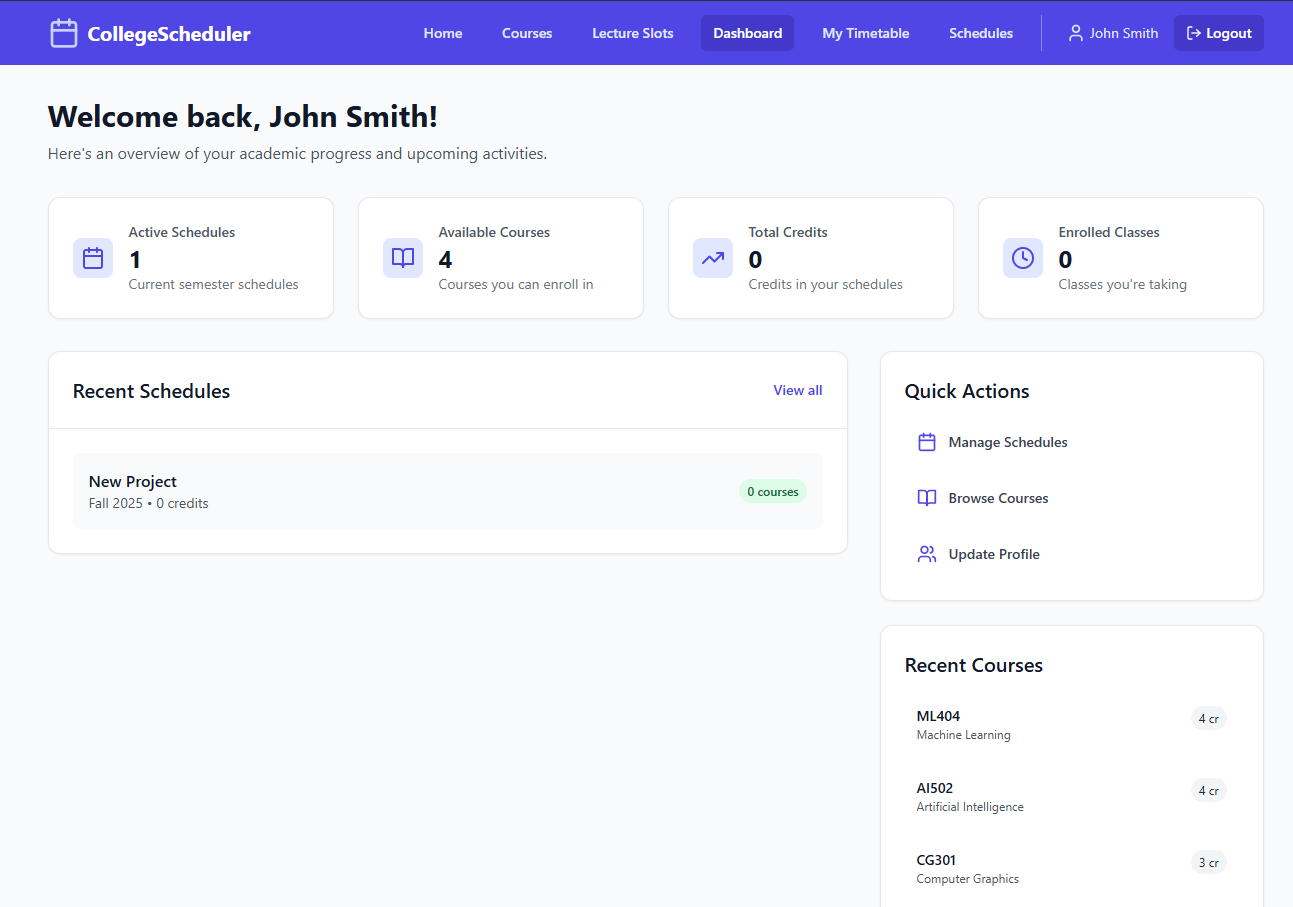 CollegeScheduler
Home
Courses
Lecture Slots
Dashboard
My Timetable
Schedules
John Smith
Logout
Welcome back, John Smith!
Here's an overview of your academic progress and upcoming activities.
Active Schedules
1
Current semester schedules
Available Courses
4
Courses you can enroll in
Total Credits
0
Credits in your schedules
Enrolled Classes
0
Classes you're taking
Recent Schedules
View all
New Project
Fall 2025 • 0 credits
0 courses
Quick Actions
Manage Schedules
Browse Courses
Update Profile
Recent Courses
ML404
Machine Learning
4 cr
AI502
Artificial Intelligence
4 cr
CG301
Computer Graphics
3 cr